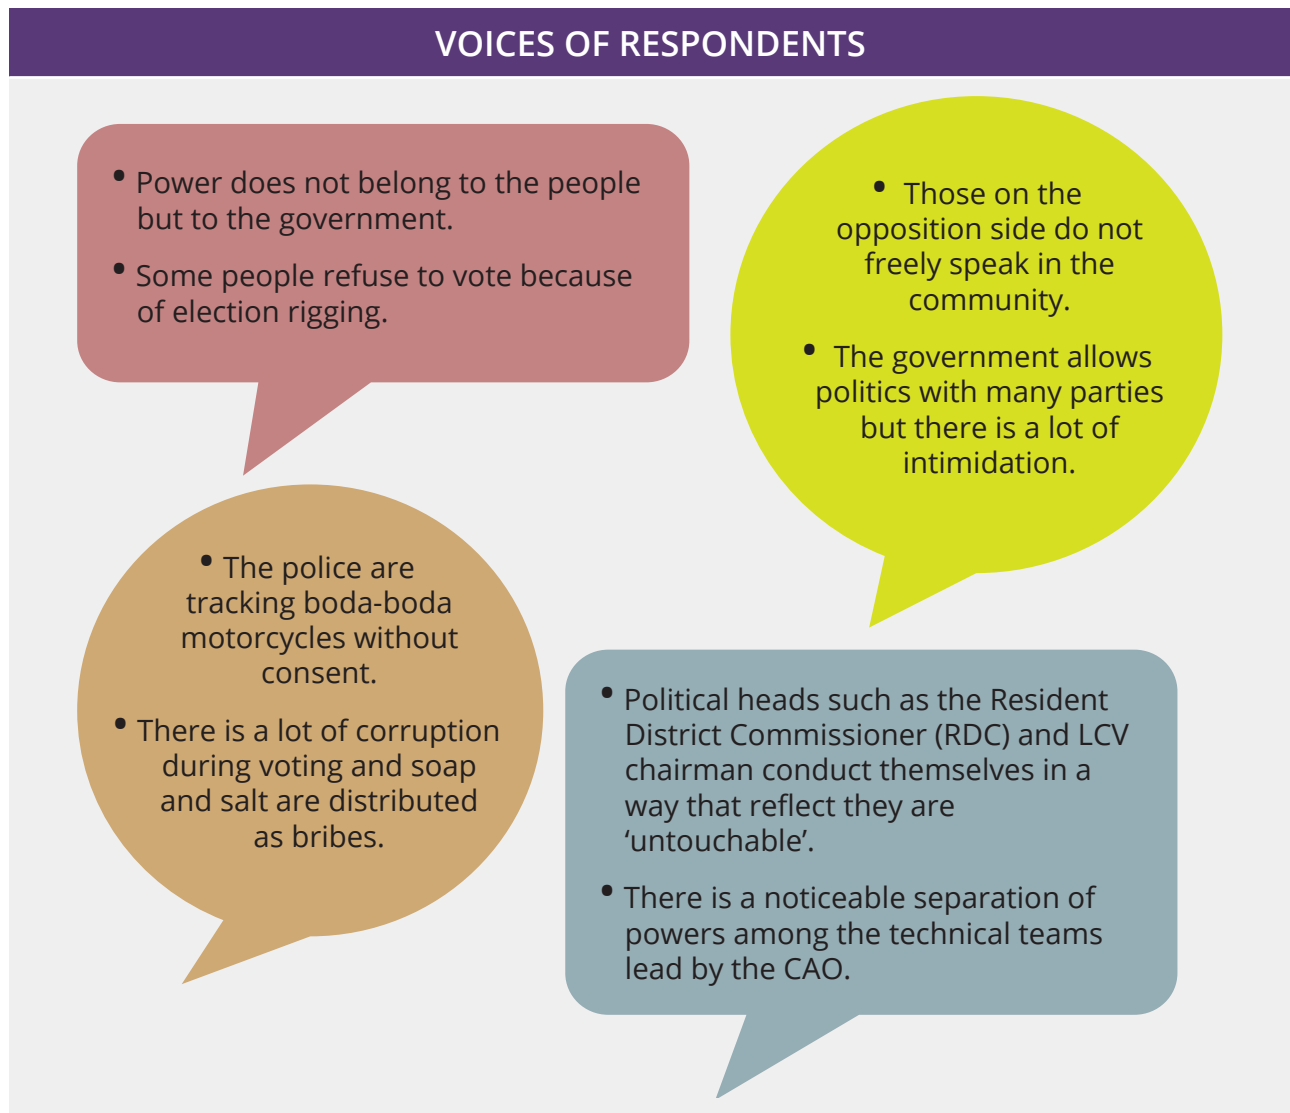 VOICES OF RESPONDENTS
• Power does not belong to the people
but to the government.
• Some people refuse to vote because
of election rigging.
• Those on the
opposition side do not
freely speak in the
community.
• The government allows
politics with many parties
but there is a lot of
intimidation.
• The police are
tracking boda-boda
motorcycles without
consent.
• There is a lot of corruption
during voting and soap
and salt are distributed
as bribes.
• Political heads such as the Resident
District Commissioner (RDC) and LCV
chairman conduct themselves in a
way that reflect they are
‘untouchable’.
• There is a noticeable separation of
powers among the technical teams
lead by the CAO.